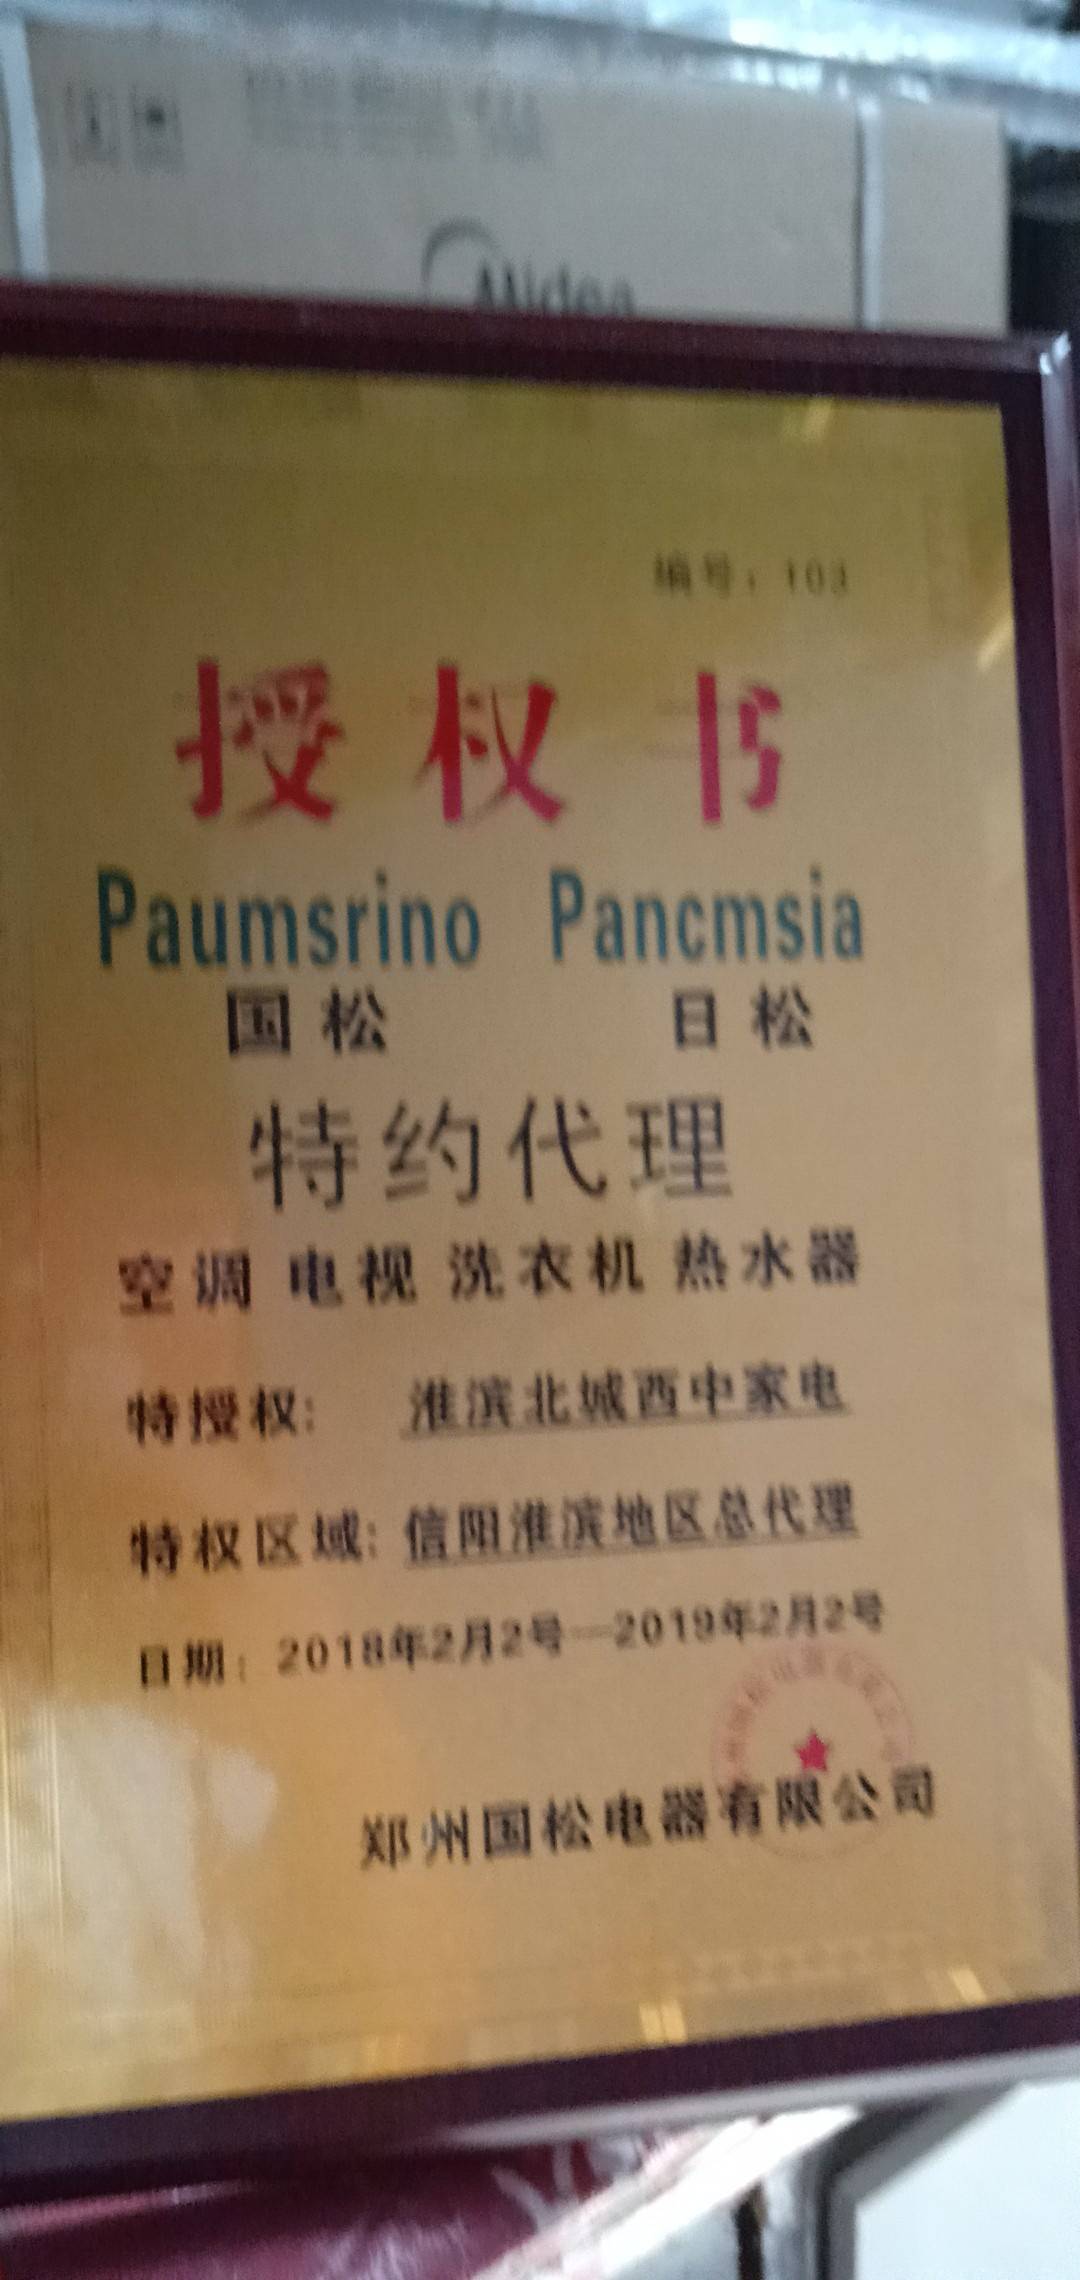 Midea
编号：103
授权书
Paumsrino Pancmsia
国松 日松
特约代理
空调 电视 洗衣机 热水器
特授权: 淮滨北城西中家电
特权区域: 信阳淮滨地区总代理
日期：2018年2月2号—2019年2月2号
郑州国松电器有限公司